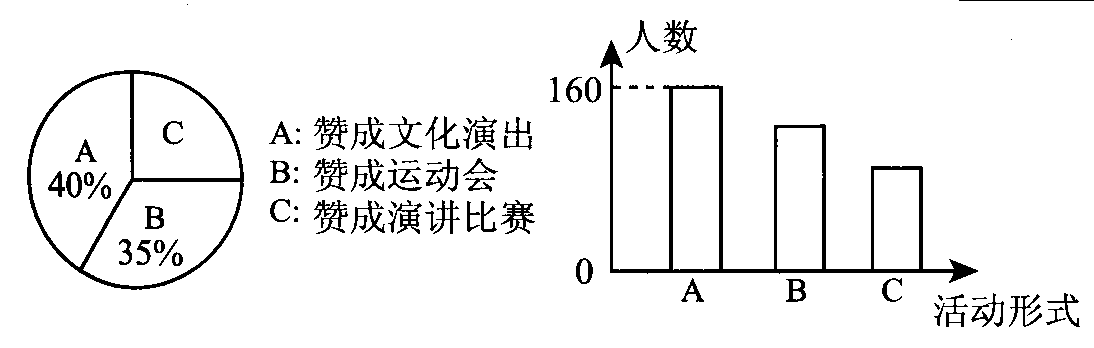 A
40%
B
35%
C
A: 赞成文化演出
B: 赞成运动会
C: 赞成演讲比赛
人数
160
0
A B C
活动形式